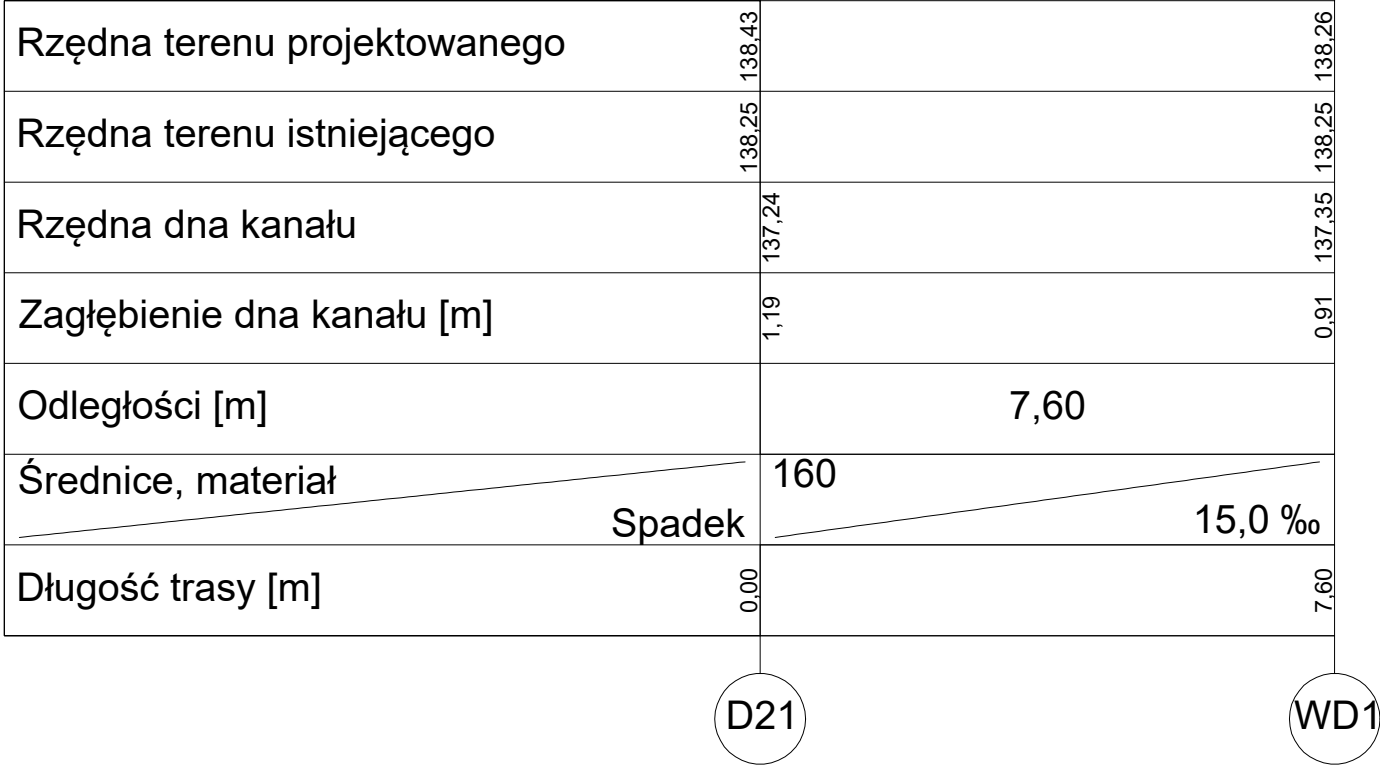 Rzędna terenu projektowanego 138,43 138,26
Rzędna terenu istniejącego 138,25 138,25
Rzędna dna kanału 137,24 137,35
Zagłębienie dna kanału [m] 1,19 0,91
Odległości [m] 7,60
Średnice, materiał 160
Spadek 15,0 ‰
Długość trasy [m] 0,00 7,60
D21 WD1